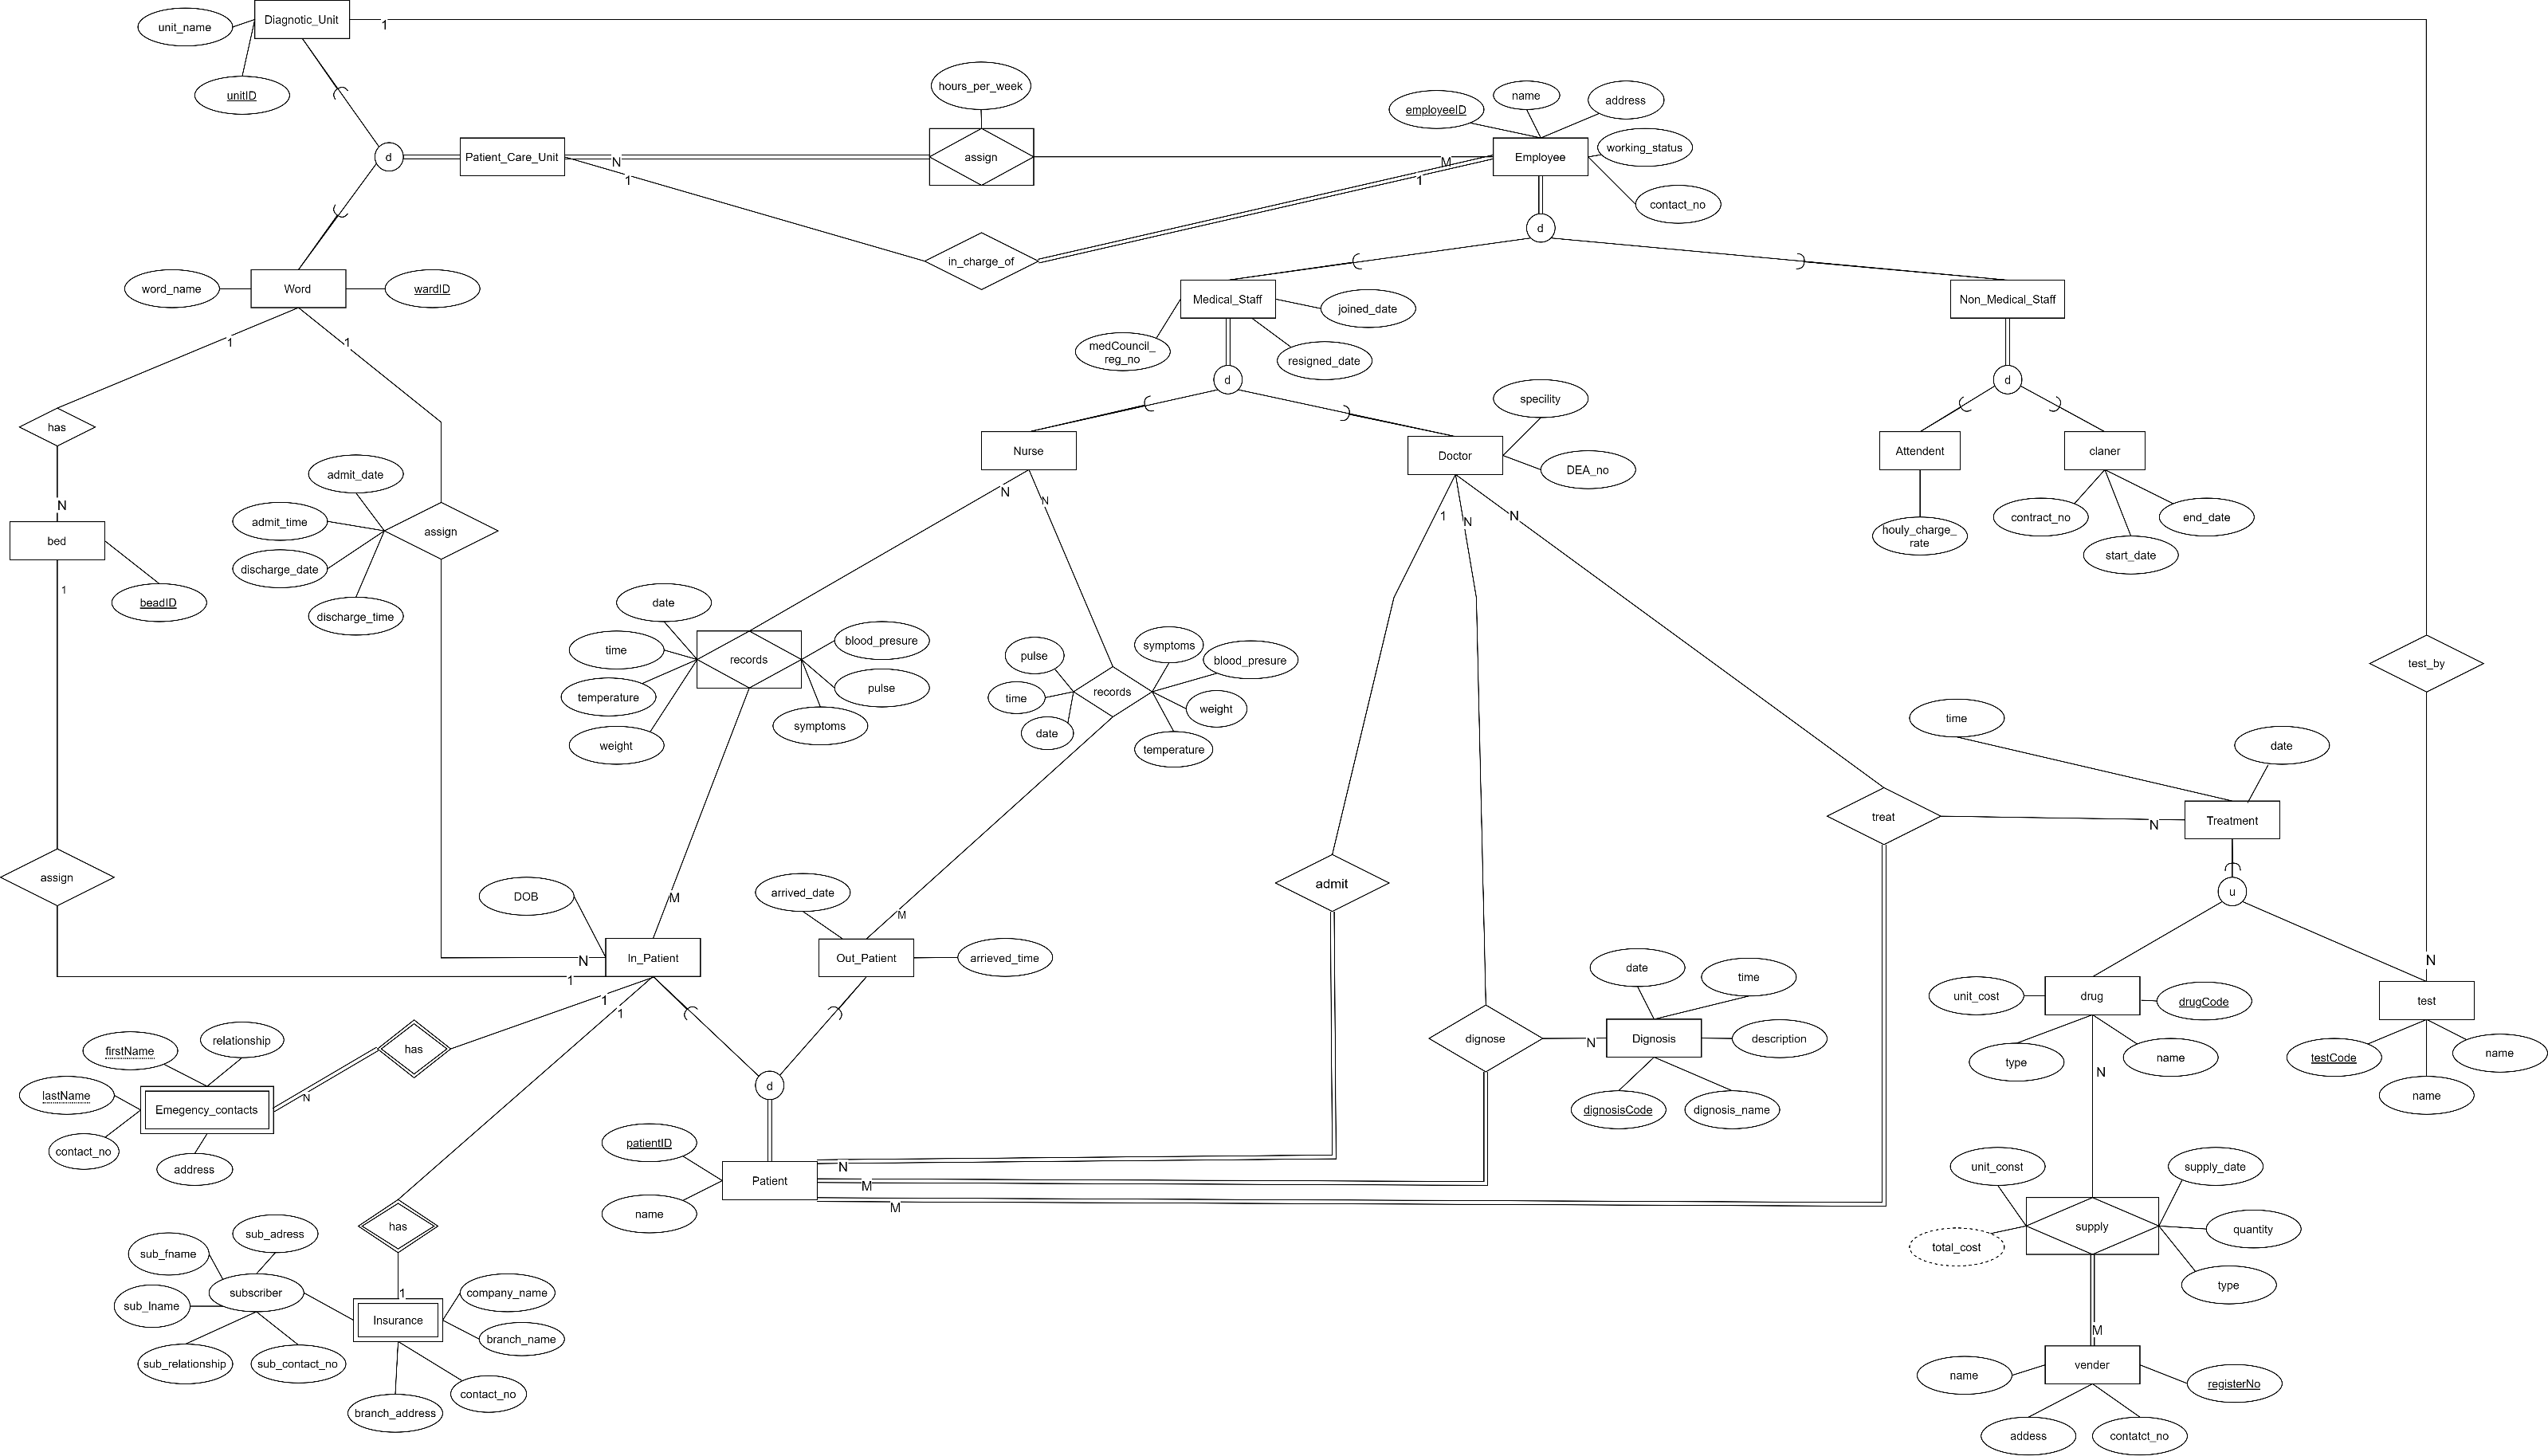 Diagnotic_Unit
1
unit_name
unitID
hours_per_week
employeeID
name
address
working_status
contact_no
d
Patient_Care_Unit
N
1
assign
M
1
Employee
d
in_charge_of
word_name
Word
wardID
1
1
Medical_Staff
joined_date
medCouncil_
reg_no
resigned_date
Non_Medical_Staff
d
d
has
N
bed
1
beadID
admit_date
admit_time
discharge_date
discharge_time
assign
Nurse
N
N
Doctor
specility
DEA_no
1
N
N
Attendent
houly_charge_
rate
claner
contract_no
end_date
start_date
date
time
temperature
weight
records
blood_presure
pulse
symptoms
pulse
time
date
records
symptoms
blood_presure
weight
temperature
test_by
time
date
treat
N
Treatment
u
assign
admit
DOB
M
arrived_date
M
N
In_Patient
1
Out_Patient
arrieved_time
date
time
N
unit_cost
drug
drugCode
test
type
name
testCode
name
name
N
1
1
has
firstName
relationship
lastName
Emegency_contacts
N
contact_no
address
dignose
N
Dignosis
description
dignosisCode
dignosis_name
d
patientID
Patient
name
N
M
M
unit_const
supply_date
total_cost
supply
quantity
type
M
has
sub_adress
sub_fname
subscriber
sub_lname
sub_relationship
sub_contact_no
1
Insurance
company_name
branch_name
contact_no
branch_address
name
vender
registerNo
addess
contatct_no